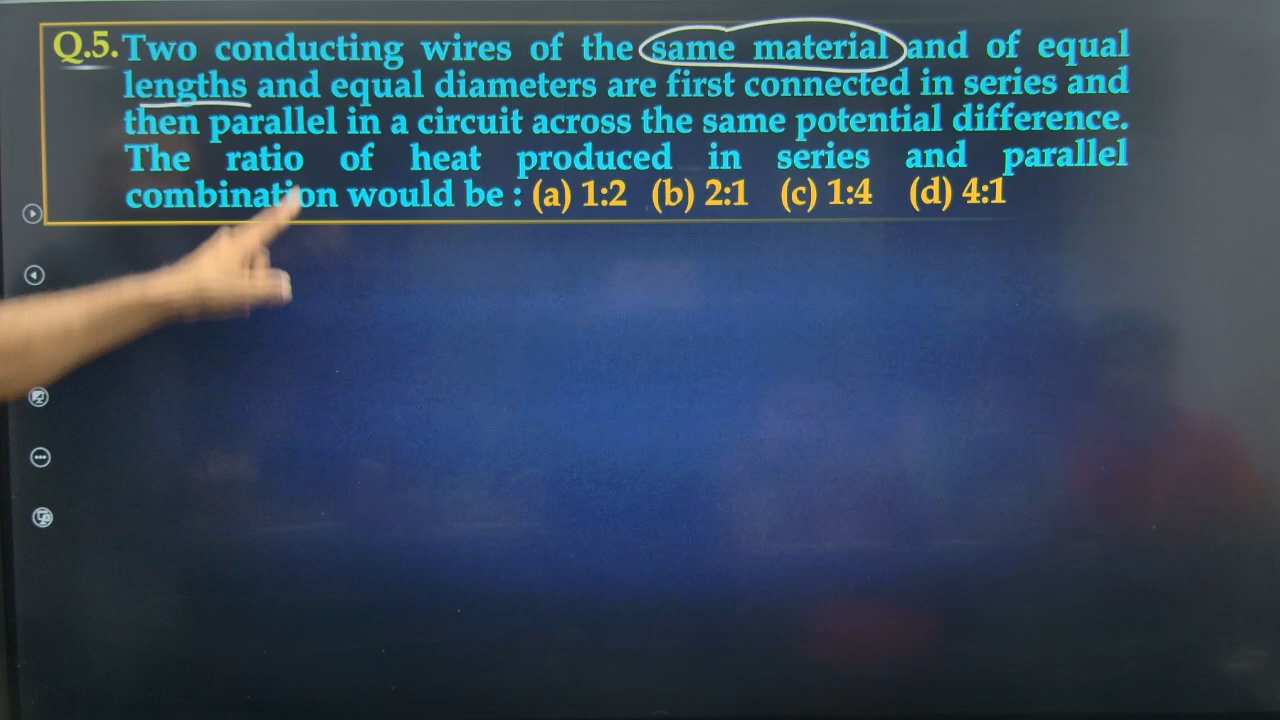 Q.5. Two conducting wires of the same material and of equal
lengths and equal diameters are first connected in series and
then parallel in a circuit across the same potential difference.
The ratio of heat produced in series and parallel
combination would be : (a) 1:2 (b) 2:1 (c) 1:4 (d) 4:1